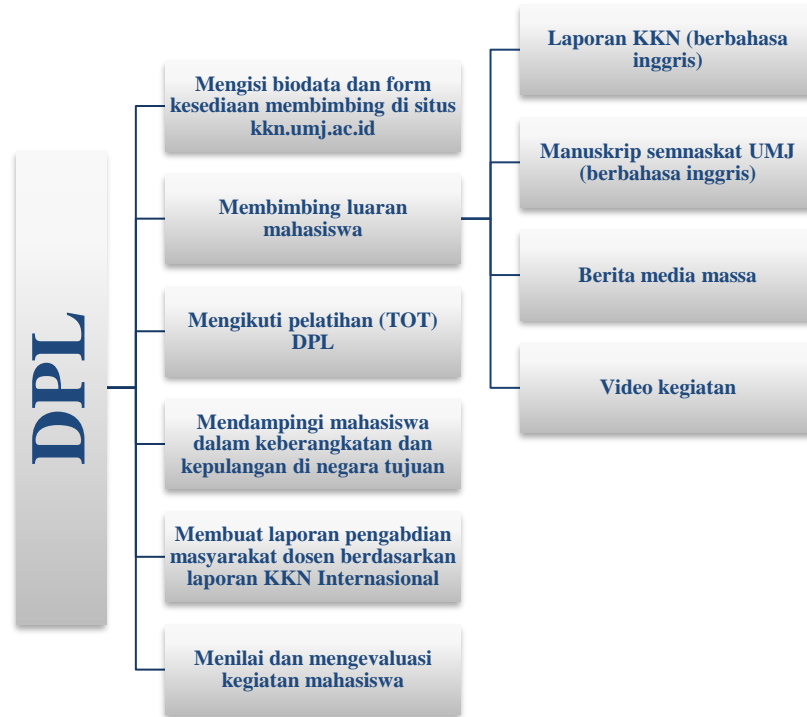 DPL
Mengisi biodata dan form
kesediaan membimbing di situs
kkn.umj.ac.id
Membimbing luaran
mahasiswa
Laporan KKN (berbahasa
inggris)
Manuskrip semnaskat UMJ
(berbahasa inggris)
Berita media massa
Video kegiatan
Mengikuti pelatihan (TOT)
DPL
Mendampingi mahasiswa
dalam keberangkatan dan
kepulangan di negara tujuan
Membuat laporan pengabdian
masyarakat dosen berdasarkan
laporan KKN Internasional
Menilai dan mengevaluasi
kegiatan mahasiswa